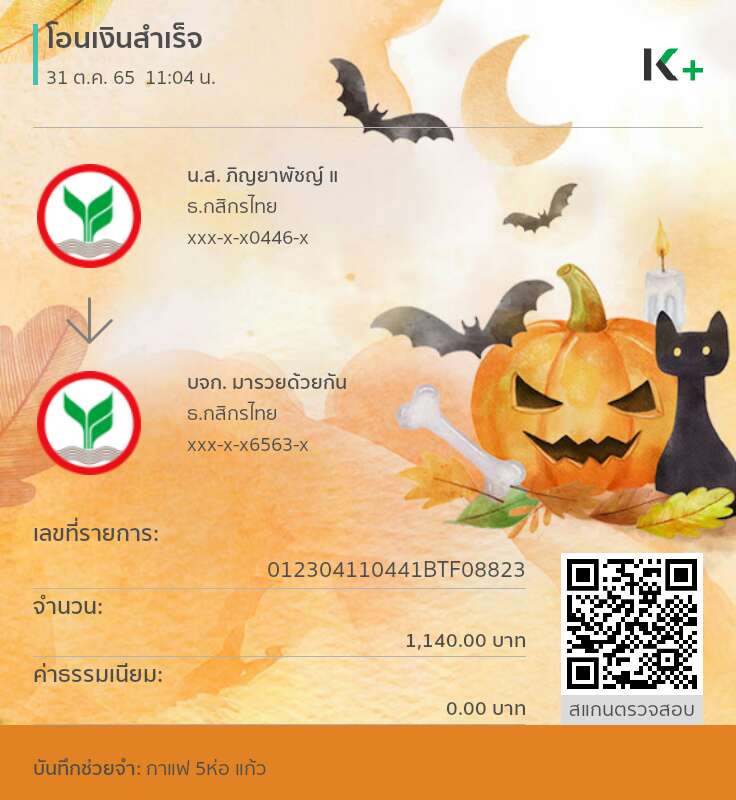 โอนเงินสำเร็จ
31 ต.ค. 65 11:04 น.
K+
น.ส. ภิญยาพัชญ์ แ
ธ.กสิกรไทย
xxx-x-x0446-x
บจก. มารวยด้วยกัน
ธ.กสิกรไทย
xxx-x-x6563-x
เลขที่รายการ:
012304110441BTF08823
จำนวน:
1,140.00 บาท
ค่าธรรมเนียม:
0.00 บาท
สแกนตรวจสอบ
บันทึกช่วยจำ: กาแฟ 5ห่อ แก้ว